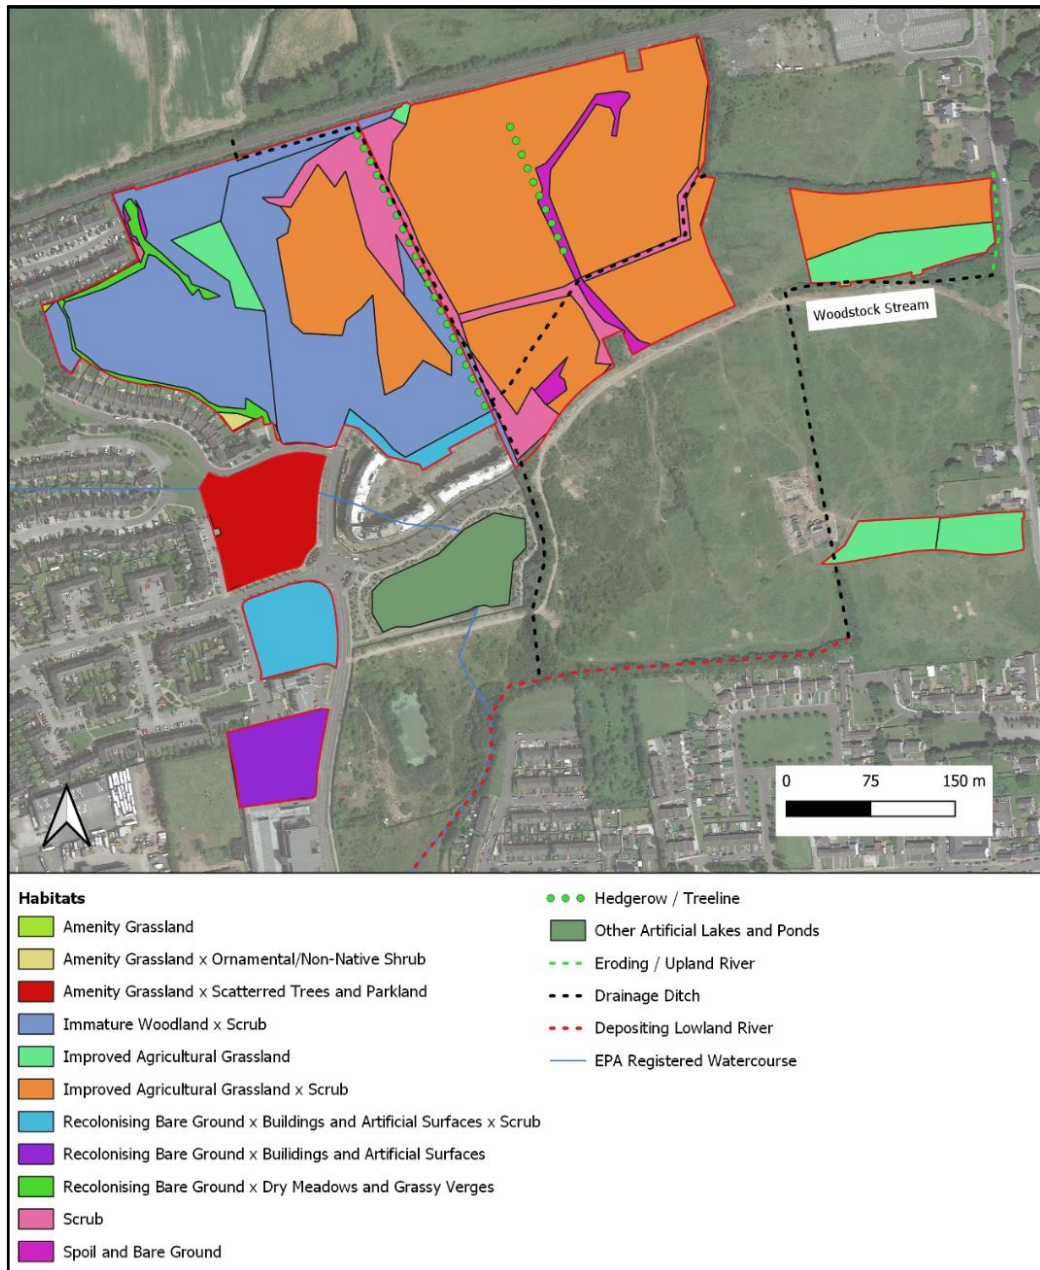 Woodstock Stream
0 75 150 m
Habitats
Amenity Grassland
Amenity Grassland x Ornamental/Non-Native Shrub
Amenity Grassland x Scatterred Trees and Parkland
Immature Woodland x Scrub
Improved Agricultural Grassland
Improved Agricultural Grassland x Scrub
Recolonising Bare Ground x Buildings and Artificial Surfaces x Scrub
Recolonising Bare Ground x Builidings and Artificial Surfaces
Recolonising Bare Ground x Dry Meadows and Grassy Verges
Scrub
Spoil and Bare Ground
Hedgerow / Treeline
Other Artificial Lakes and Ponds
Eroding / Upland River
Drainage Ditch
Depositing Lowland River
EPA Registered Watercourse